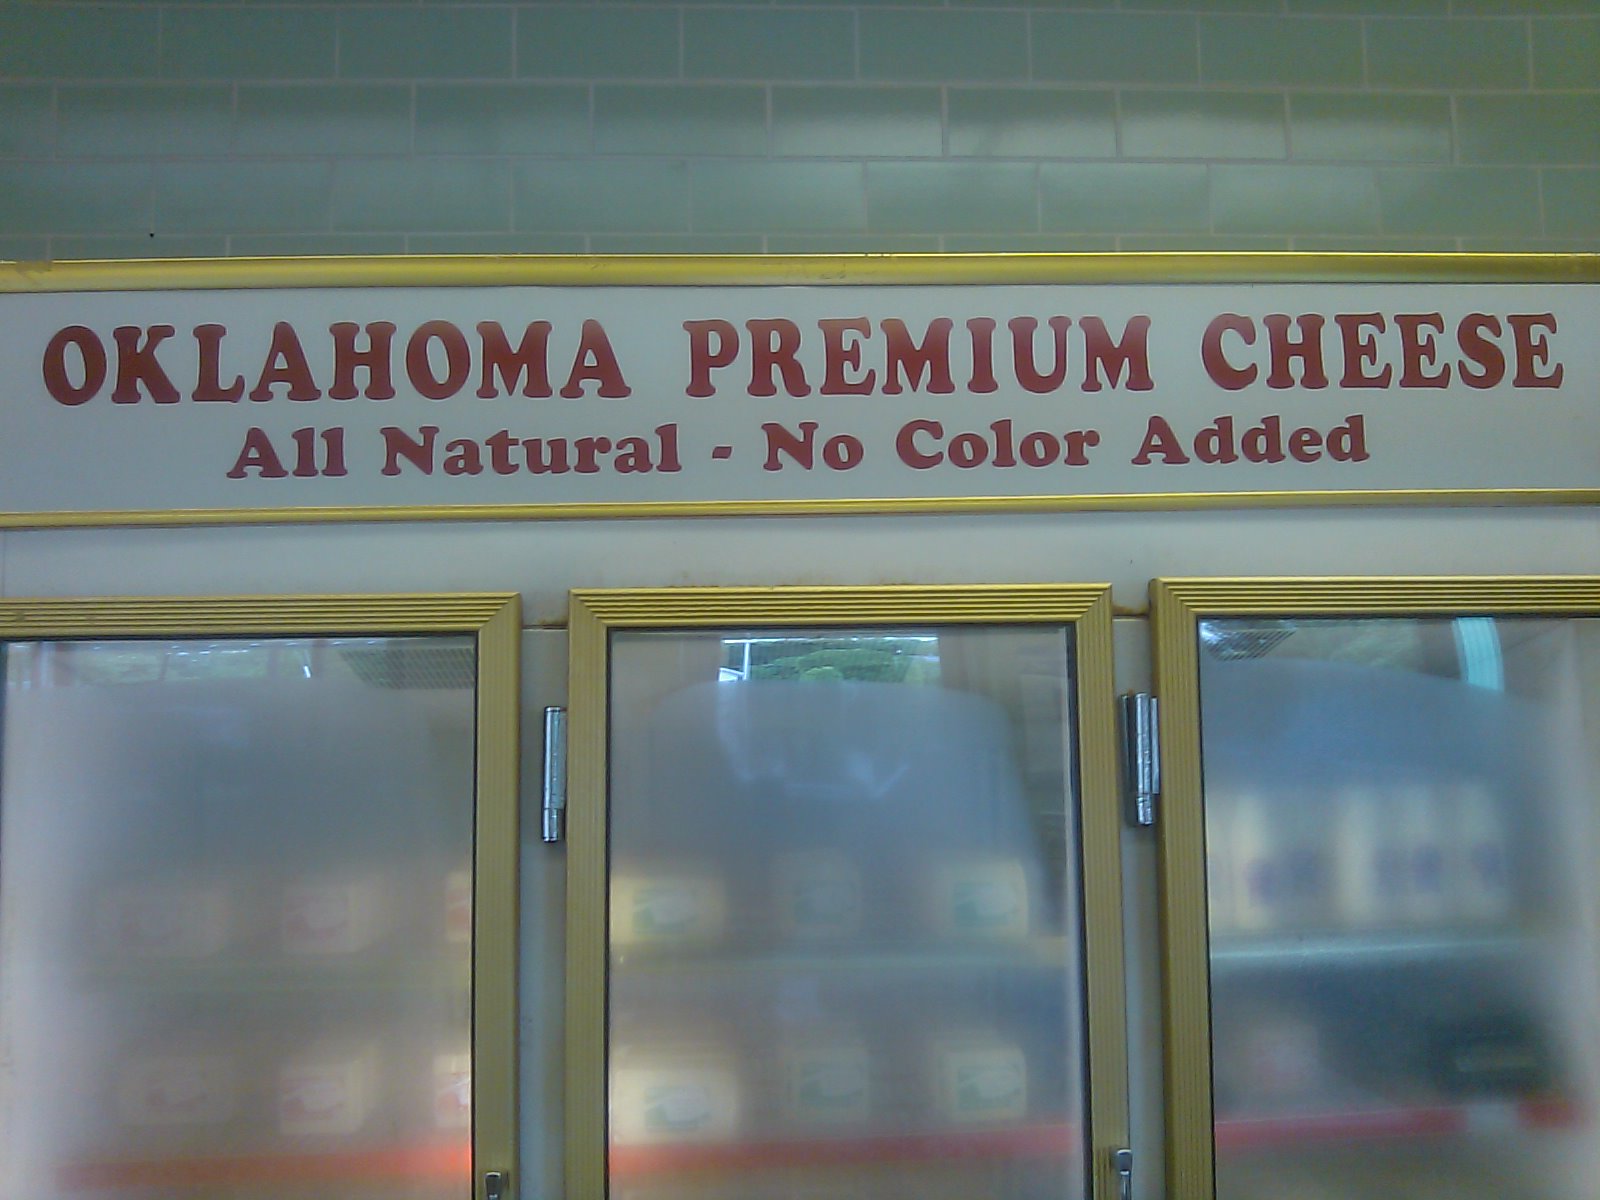 OKLAHOMA PREMIUM CHEESE
All Natural - No Color Added